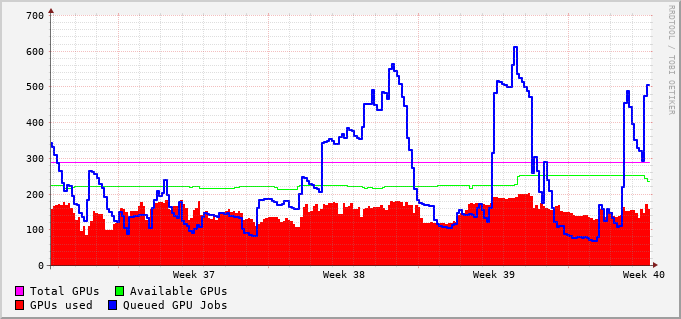 700
600
500
400
300
200
100
0
Week 37 Week 38 Week 39 Week 40
Total GPUs Available GPUs
GPUs used Queued GPU Jobs
RRDTOOL / TOBI OETIKER